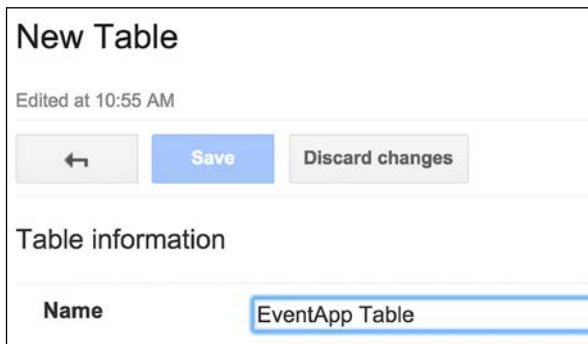 New Table
Edited at 10:55 AM
Save Discard changes
Table information
Name EventApp Table